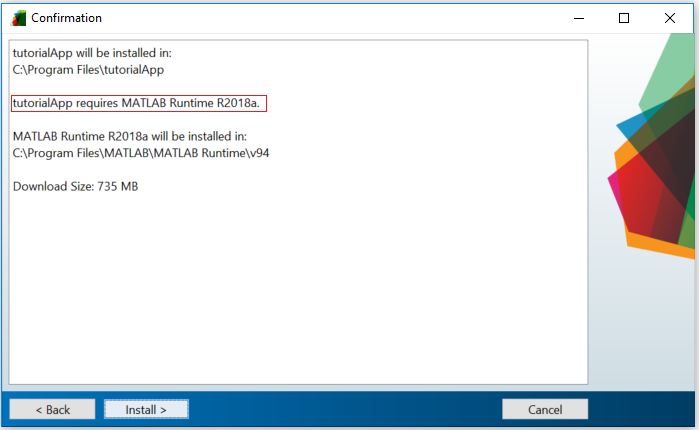 Confirmation
tutorialApp will be installed in:
C:\Program Files\tutorialApp
tutorialApp requires MATLAB Runtime R2018a.
MATLAB Runtime R2018a will be installed in:
C:\Program Files\MATLAB\MATLAB Runtime\v94
Download Size: 735 MB
< Back
Install >
Cancel